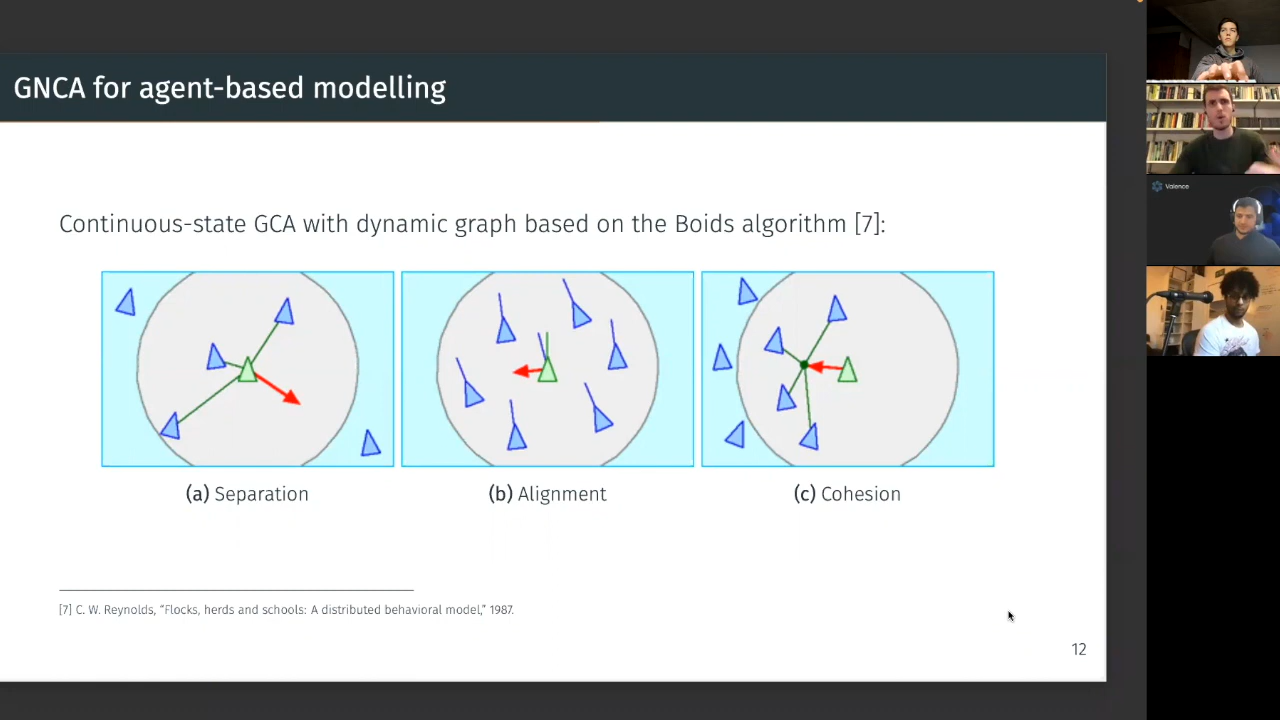 GNCA for agent-based modelling
Valence
Continuous-state GCA with dynamic graph based on the Boids algorithm [7]:
(a) Separation
(b) Alignment
(c) Cohesion
[7] C. W. Reynolds, “Flocks, herds and schools: A distributed behavioral model,” 1987.
12